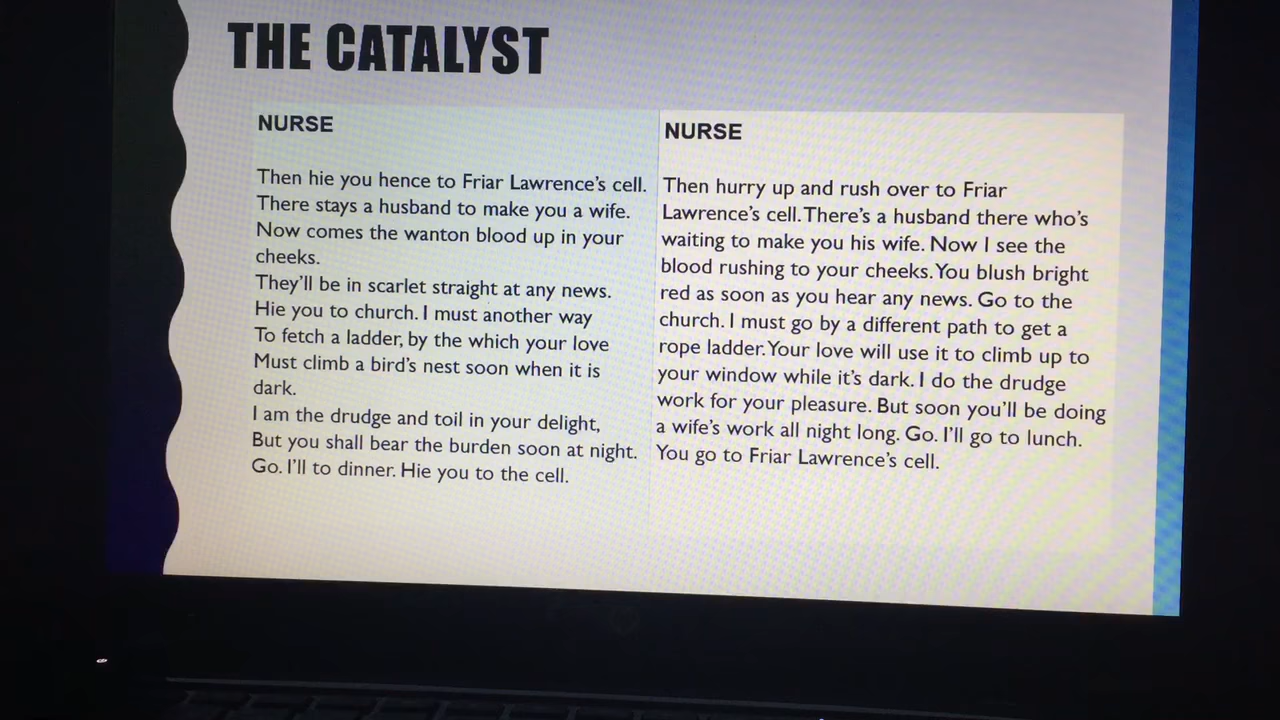 THE CATALYST
NURSE
Then hie you hence to Friar Lawrence's cell.
There stays a husband to make you a wife.
Now comes the wanton blood up in your
cheeks.
They'll be in scarlet straight at any news.
Hie you to church. I must another way
To fetch a ladder, by the which your love
Must climb a bird's nest soon when it is
dark.
I am the drudge and toil in your delight,
But you shall bear the burden soon at night.
Go. I'll to dinner. Hie you to the cell.
NURSE
Then hurry up and rush over to Friar
Lawrence's cell. There's a husband there who's
waiting to make you his wife. Now I see the
blood rushing to your cheeks. You blush bright
red as soon as you hear any news. Go to the
church. I must go by a different path to get a
rope ladder. Your love will use it to climb up to
your window while it's dark. I do the drudge
work for your pleasure. But soon you'll be doing
a wife's work all night long. Go. I'll go to lunch.
You go to Friar Lawrence's cell.